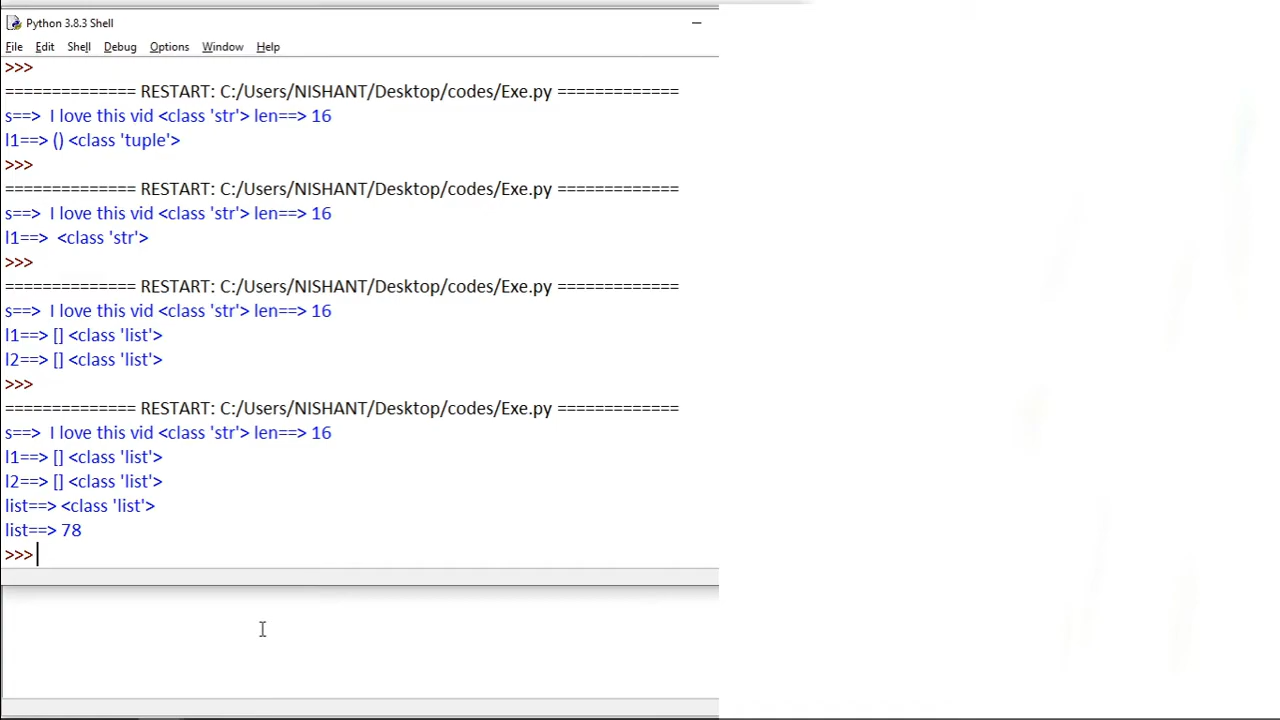 Python 3.8.3 Shell
File Edit Shell Debug Options Window Help
>>>
============== RESTART: C:/Users/NISHANT/Desktop/codes/Exe.py =============
s==>  I love this vid <class 'str'> len==> 16
l1==> () <class 'tuple'>
>>>
============== RESTART: C:/Users/NISHANT/Desktop/codes/Exe.py =============
s==>  I love this vid <class 'str'> len==> 16
l1==>  <class 'str'>
>>>
============== RESTART: C:/Users/NISHANT/Desktop/codes/Exe.py =============
s==>  I love this vid <class 'str'> len==> 16
l1==> [] <class 'list'>
l2==> [] <class 'list'>
>>>
============== RESTART: C:/Users/NISHANT/Desktop/codes/Exe.py =============
s==>  I love this vid <class 'str'> len==> 16
l1==> [] <class 'list'>
l2==> [] <class 'list'>
list==> <class 'list'>
list==> 78
>>>